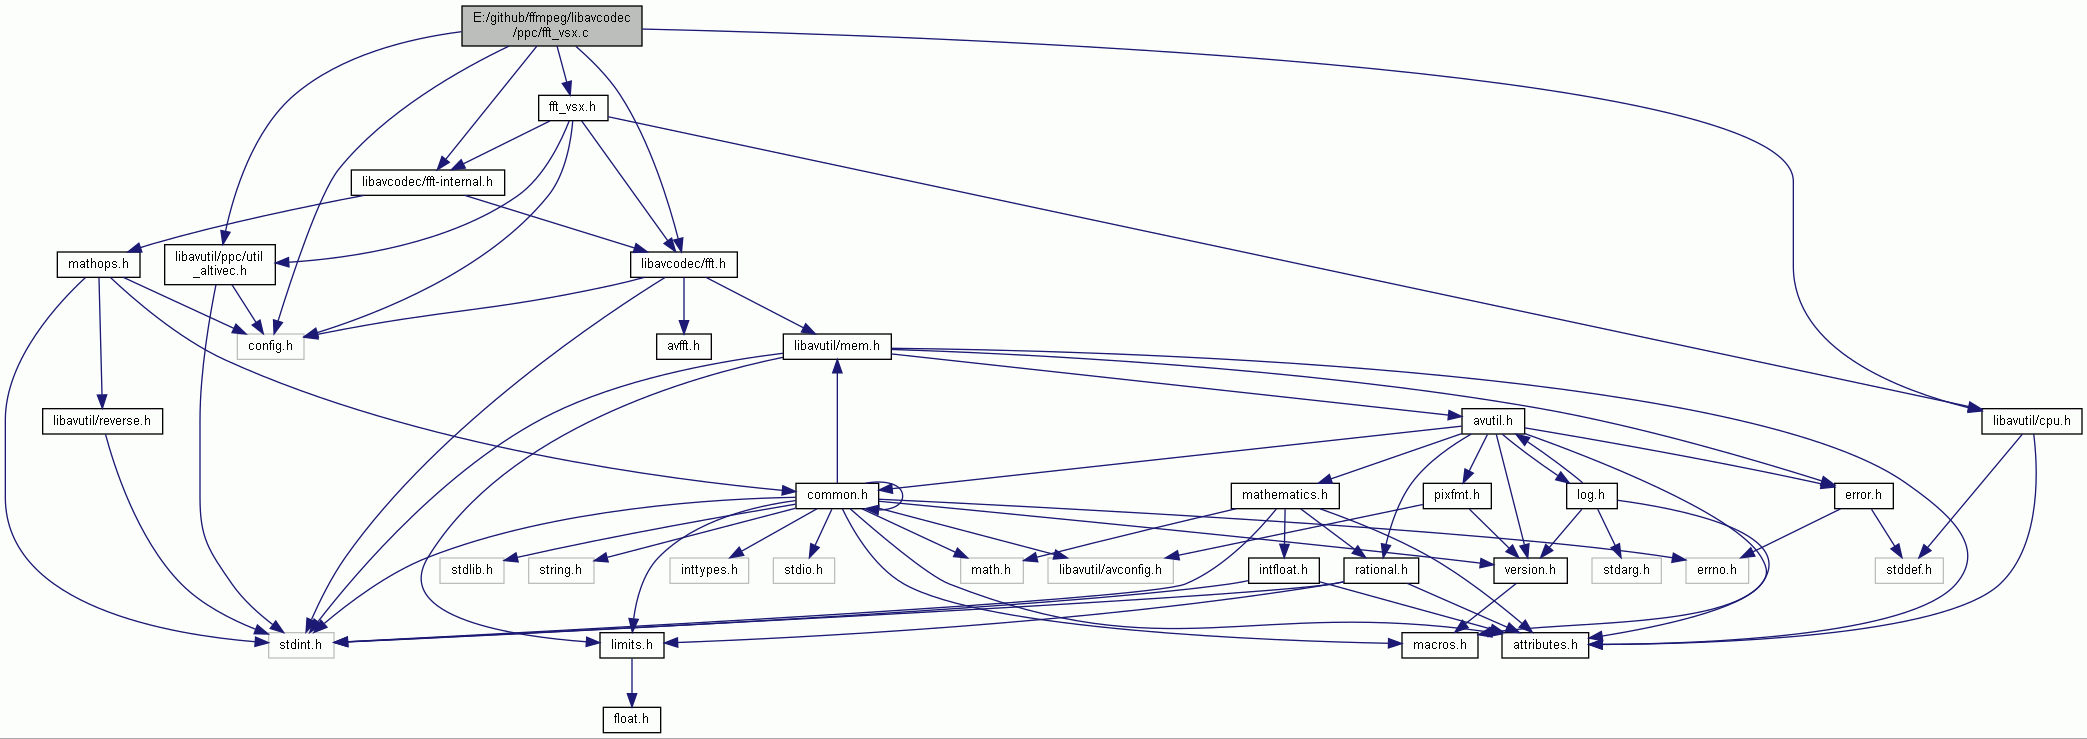 E:/github/ffmpeg/libavcodec
/ppc/fft_vsx.c
fft_vsx.h
libavcodec/fft-internal.h
mathops.h
libavutil/ppc/util
_altivec.h
libavcodec/fft.h
config.h
avfft.h
libavutil/mem.h
libavutil/reverse.h
avutil.h
libavutil/cpu.h
common.h
mathematics.h
pixfmt.h
log.h
error.h
stdlib.h
string.h
inttypes.h
stdio.h
math.h
libavutil/avconfig.h
intfloat.h
rational.h
version.h
stdarg.h
errno.h
stddef.h
stdint.h
limits.h
macros.h
attributes.h
float.h